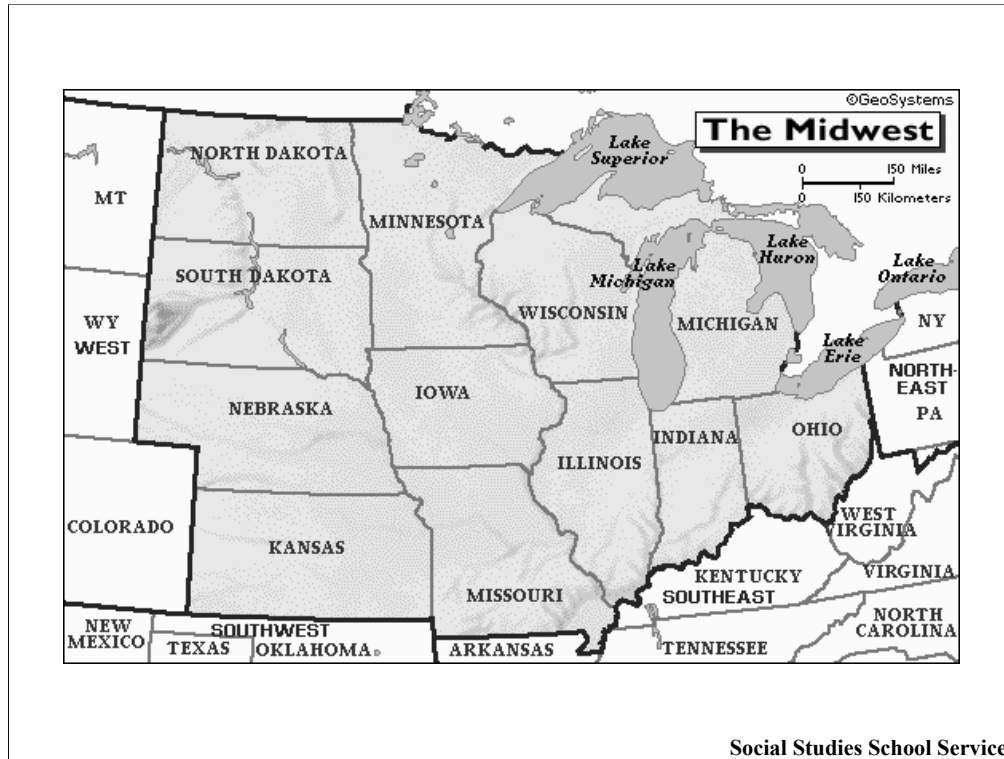 ©GeoSystems
The Midwest
0 150 Miles
0 150 Kilometers
Lake
Superior
NORTH DAKOTA
MT
MINNESOTA
Lake
Huron
Lake
Michigan
Lake
Ontario
SOUTH DAKOTA
WISCONSIN
MICHIGAN
NY
WY
WEST
Lake
Erie
NORTH-
EAST
PA
IOWA
NEBRASKA
OHIO
INDIANA
ILLINOIS
COLORADO
WEST
VIRGINIA
KANSAS
VIRGINIA
KENTUCKY
MISSOURI
SOUTHEAST
NEW
MEXICO
SOUTHWEST
TEXAS
OKLAHOMA
ARKANSAS
TENNESSEE
NORTH
CAROLINA
Social Studies School Service